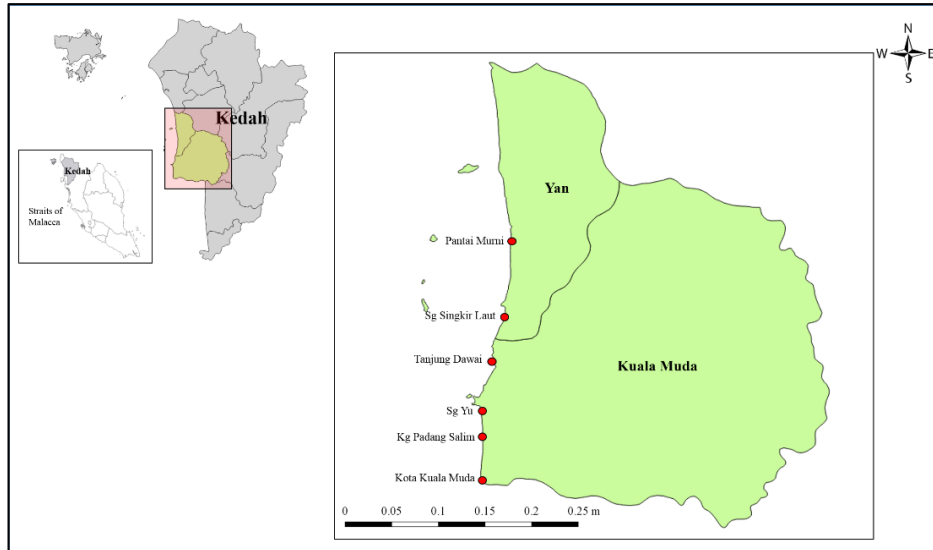 N
W E
S
Kedah
Kedah
Straits of
Malacca
Yan
Pantai Murni
Sg Singkir Laut
Tanjung Dawai
Kuala Muda
Sg Yu
Kg Padang Salim
Kota Kuala Muda
0 0.05 0.1 0.15 0.2 0.25 m